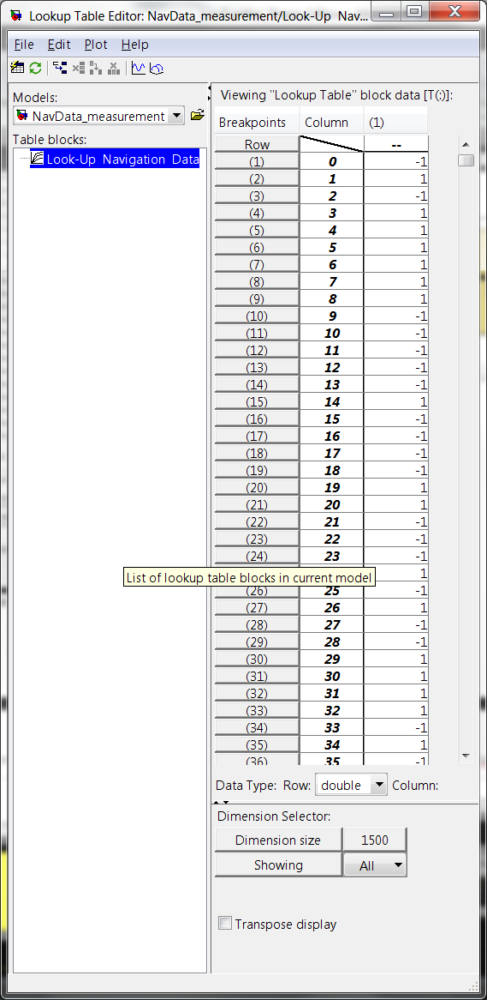 Lookup Table Editor: NavData_measurement/Look-Up Nav...
File Edit Plot Help
Models:
NavData_measurement
Table blocks:
Look-Up Navigation Data
Viewing "Lookup Table" block data [T(:)]:
Breakpoints Column (1)
Row --
(1) 0 -1
(2) 1 1
(3) 2 -1
(4) 3 1
(5) 4 1
(6) 5 1
(7) 6 1
(8) 7 1
(9) 8 1
(10) 9 -1
(11) 10 -1
(12) 11 -1
(13) 12 -1
(14) 13 -1
(15) 14 1
(16) 15 -1
(17) 16 -1
(18) 17 -1
(19) 18 -1
(20) 19 1
(21) 20 1
(22) 21 -1
(23) 22 -1
(24) 23 -1
List of lookup table blocks in current model 1
(26) 25 -1
(27) 26 1
(28) 27 -1
(29) 28 -1
(30) 29 1
(31) 30 1
(32) 31 1
(33) 32 1
(34) 33 -1
(35) 34 1
(36) 35 -1
Data Type: Row: double Column:
Dimension Selector:
Dimension size 1500
Showing All
Transpose display